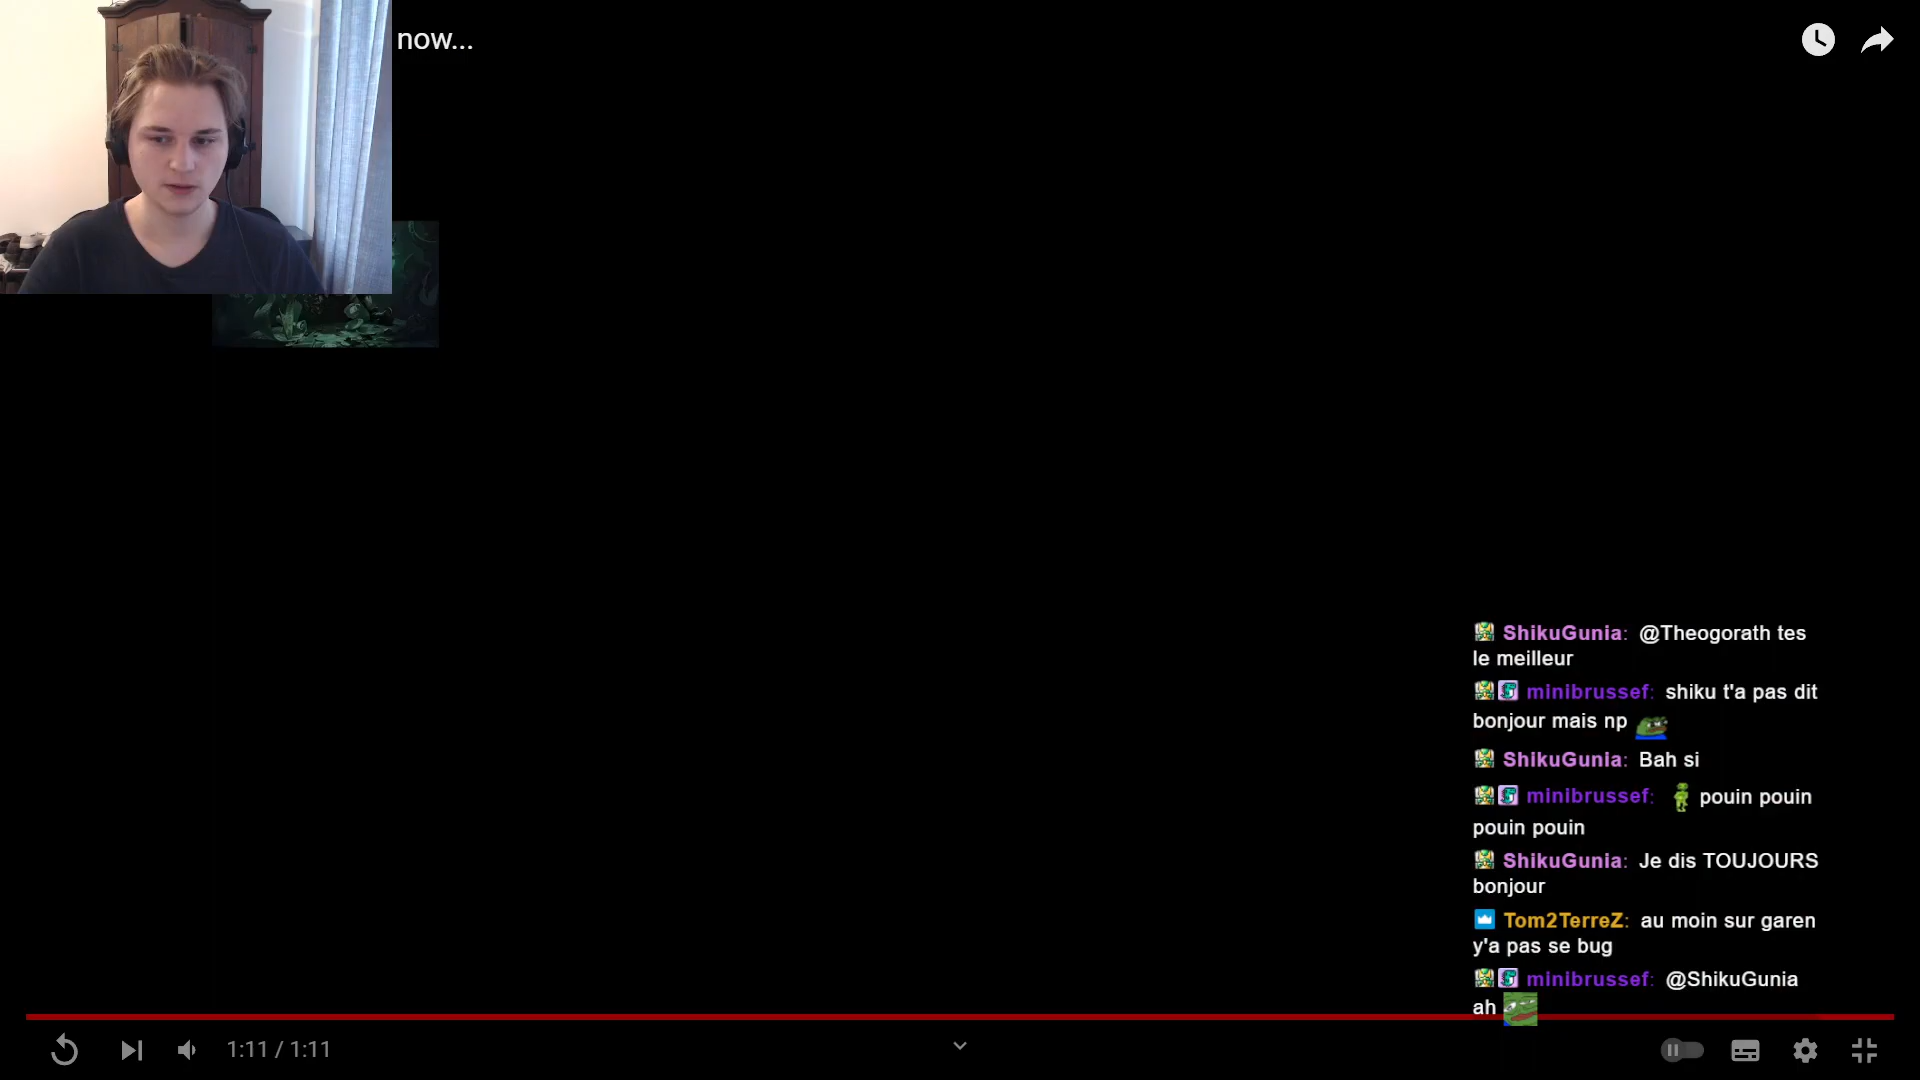 now...
ShikuGunia: @Theogorath tes
le meilleur
minibrussef: shiku t'a pas dit
bonjour mais np
ShikuGunia: Bah si
minibrussef: pouin pouin
pouin pouin
ShikuGunia: Je dis TOUJOURS
bonjour
Tom2TerreZ: au moin sur garen
y'a pas se bug
minibrussef: @ShikuGunia
ah
1:11 / 1:11